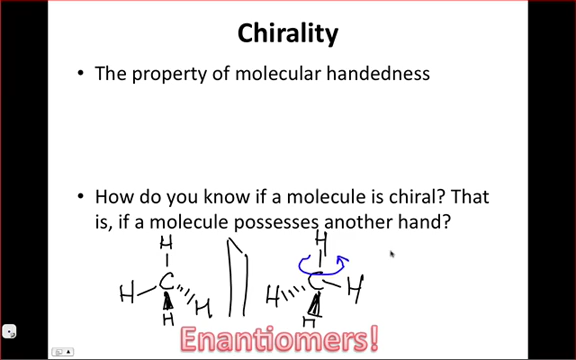 Chirality
• The property of molecular handedness
• How do you know if a molecule is chiral? That
is, if a molecule possesses another hand?
H H
C C
H H H H
H H
Enantiomers!